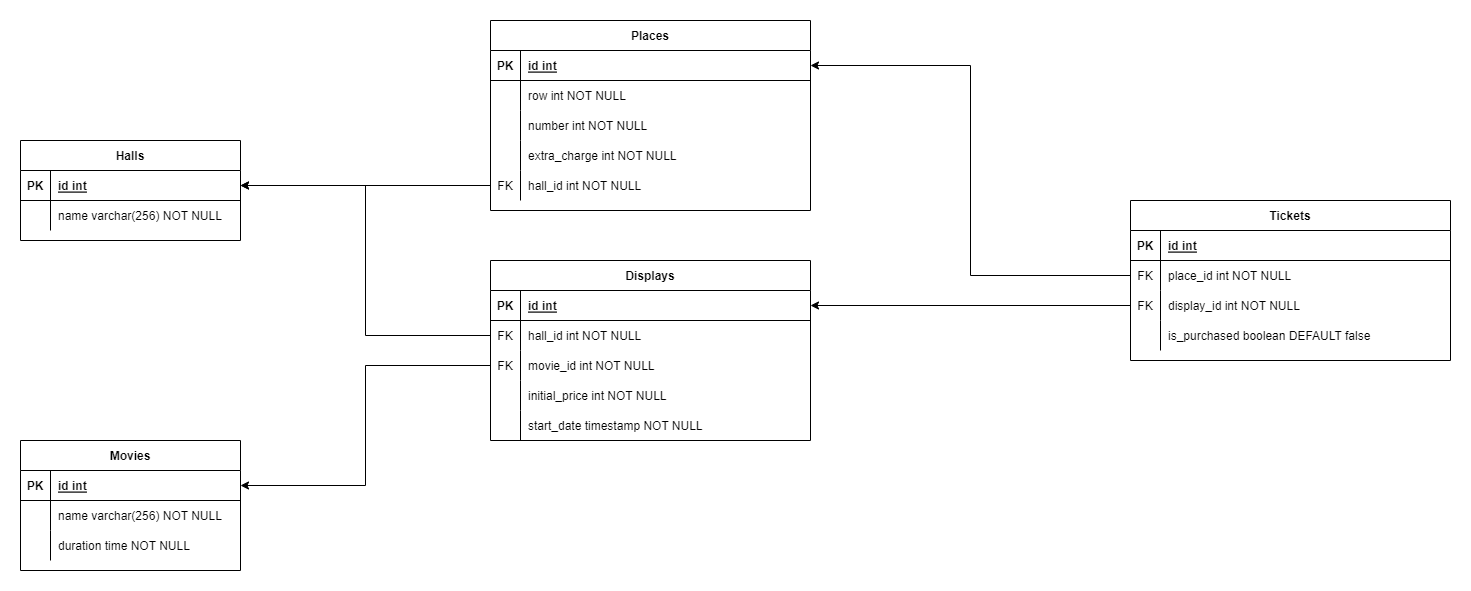 Places
PK id int
row int NOT NULL
number int NOT NULL
extra_charge int NOT NULL
FK hall_id int NOT NULL
Halls
PK id int
name varchar(256) NOT NULL
Displays
PK id int
FK hall_id int NOT NULL
FK movie_id int NOT NULL
initial_price int NOT NULL
start_date timestamp NOT NULL
Tickets
PK id int
FK place_id int NOT NULL
FK display_id int NOT NULL
is_purchased boolean DEFAULT false
Movies
PK id int
name varchar(256) NOT NULL
duration time NOT NULL